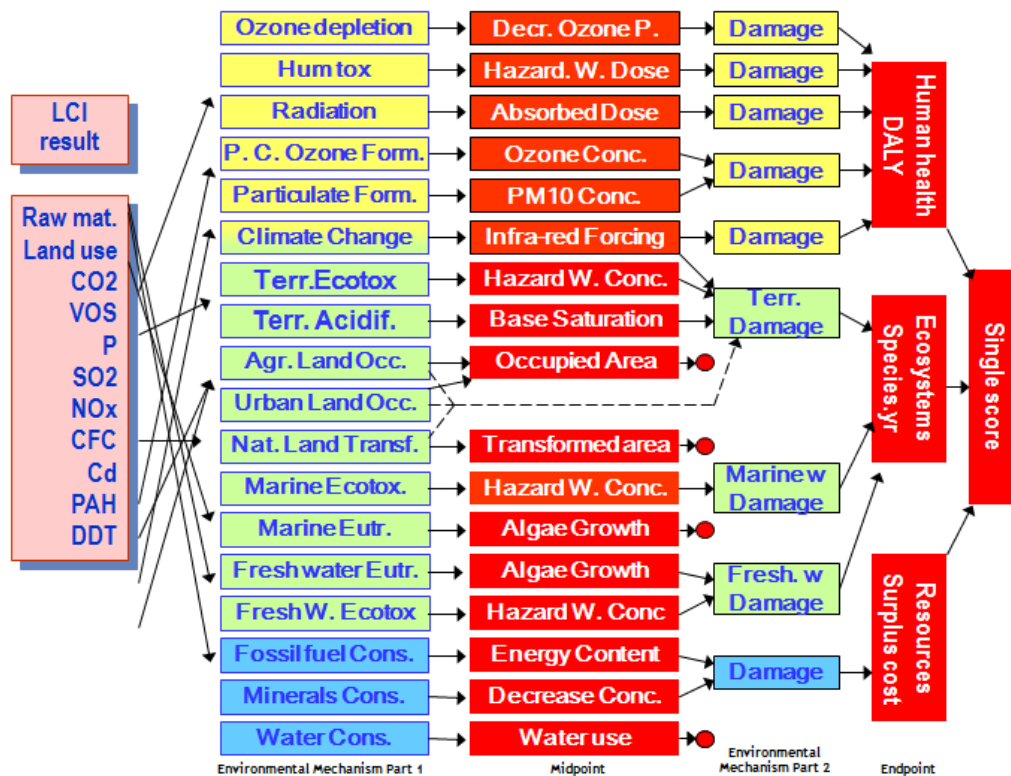 LCI
result
Raw mat.
Land use
CO2
VOS
P
SO2
NOx
CFC
Cd
PAH
DDT
Ozone depletion
Hum tox
Radiation
P. C. Ozone Form.
Particulate Form.
Climate Change
Terr.Ecotox
Terr. Acidif.
Agr. Land Occ.
Urban Land Occ.
Nat. Land Transf.
Marine Ecotox.
Marine Eutr.
Fresh water Eutr.
Fresh W. Ecotox
Fossil fuel Cons.
Minerals Cons.
Water Cons.
Environmental Mechanism Part 1
Decr. Ozone P.
Hazard. W. Dose
Absorbed Dose
Ozone Conc.
PM10 Conc.
Infra-red Forcing
Hazard W. Conc.
Base Saturation
Occupied Area
Transformed area
Hazard W. Conc.
Algae Growth
Algae Growth
Hazard W. Conc
Energy Content
Decrease Conc.
Water use
Midpoint
Damage
Damage
Damage
Damage
Damage
Terr.
Damage
Marine w
Damage
Fresh. w
Damage
Damage
Environmental
Mechanism Part 2
Human health
DALY
Ecosystems
Species.yr
Resources
Surplus cost
Endpoint
Single score